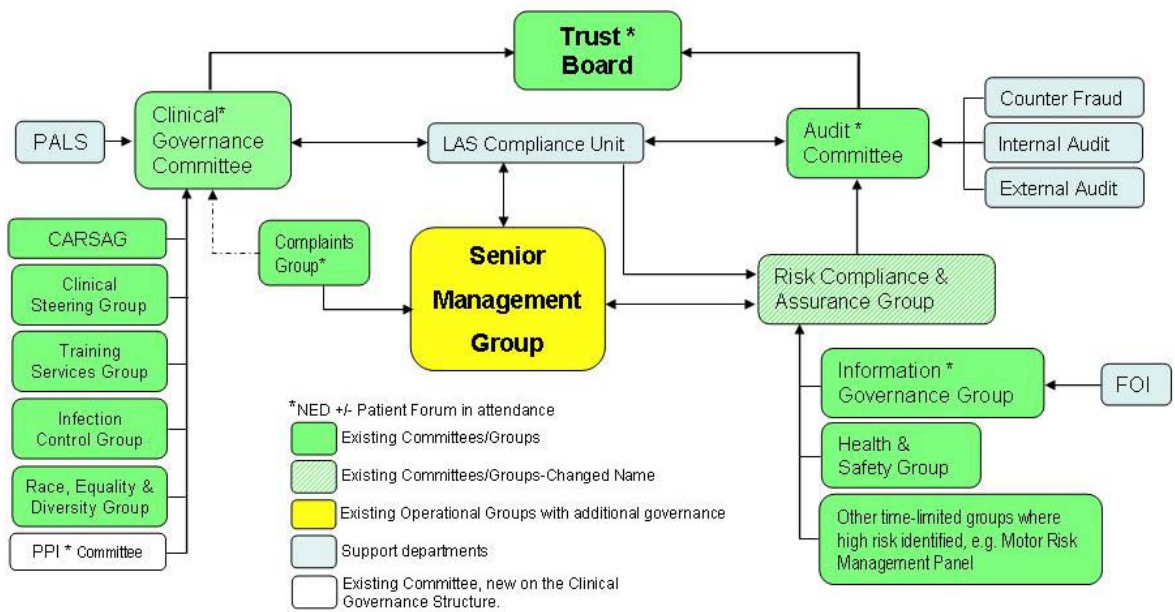 Trust *
Board
Clinical*
Governance
Committee
PALS
LAS Compliance Unit
Audit *
Committee
Counter Fraud
Internal Audit
External Audit
CARSAG
Clinical
Steering Group
Training
Services Group
Infection
Control Group
Race, Equality &
Diversity Group
PPI * Committee
Complaints
Group*
Senior
Management
Group
Risk Compliance &
Assurance Group
Information *
Governance Group
FOI
Health &
Safety Group
Other time-limited groups where
high risk identified, e.g. Motor Risk
Management Panel
*NED +/- Patient Forum in attendance
Existing Committees/Groups
Existing Committees/Groups-Changed Name
Existing Operational Groups with additional governance
Support departments
Existing Committee, new on the Clinical
Governance Structure.